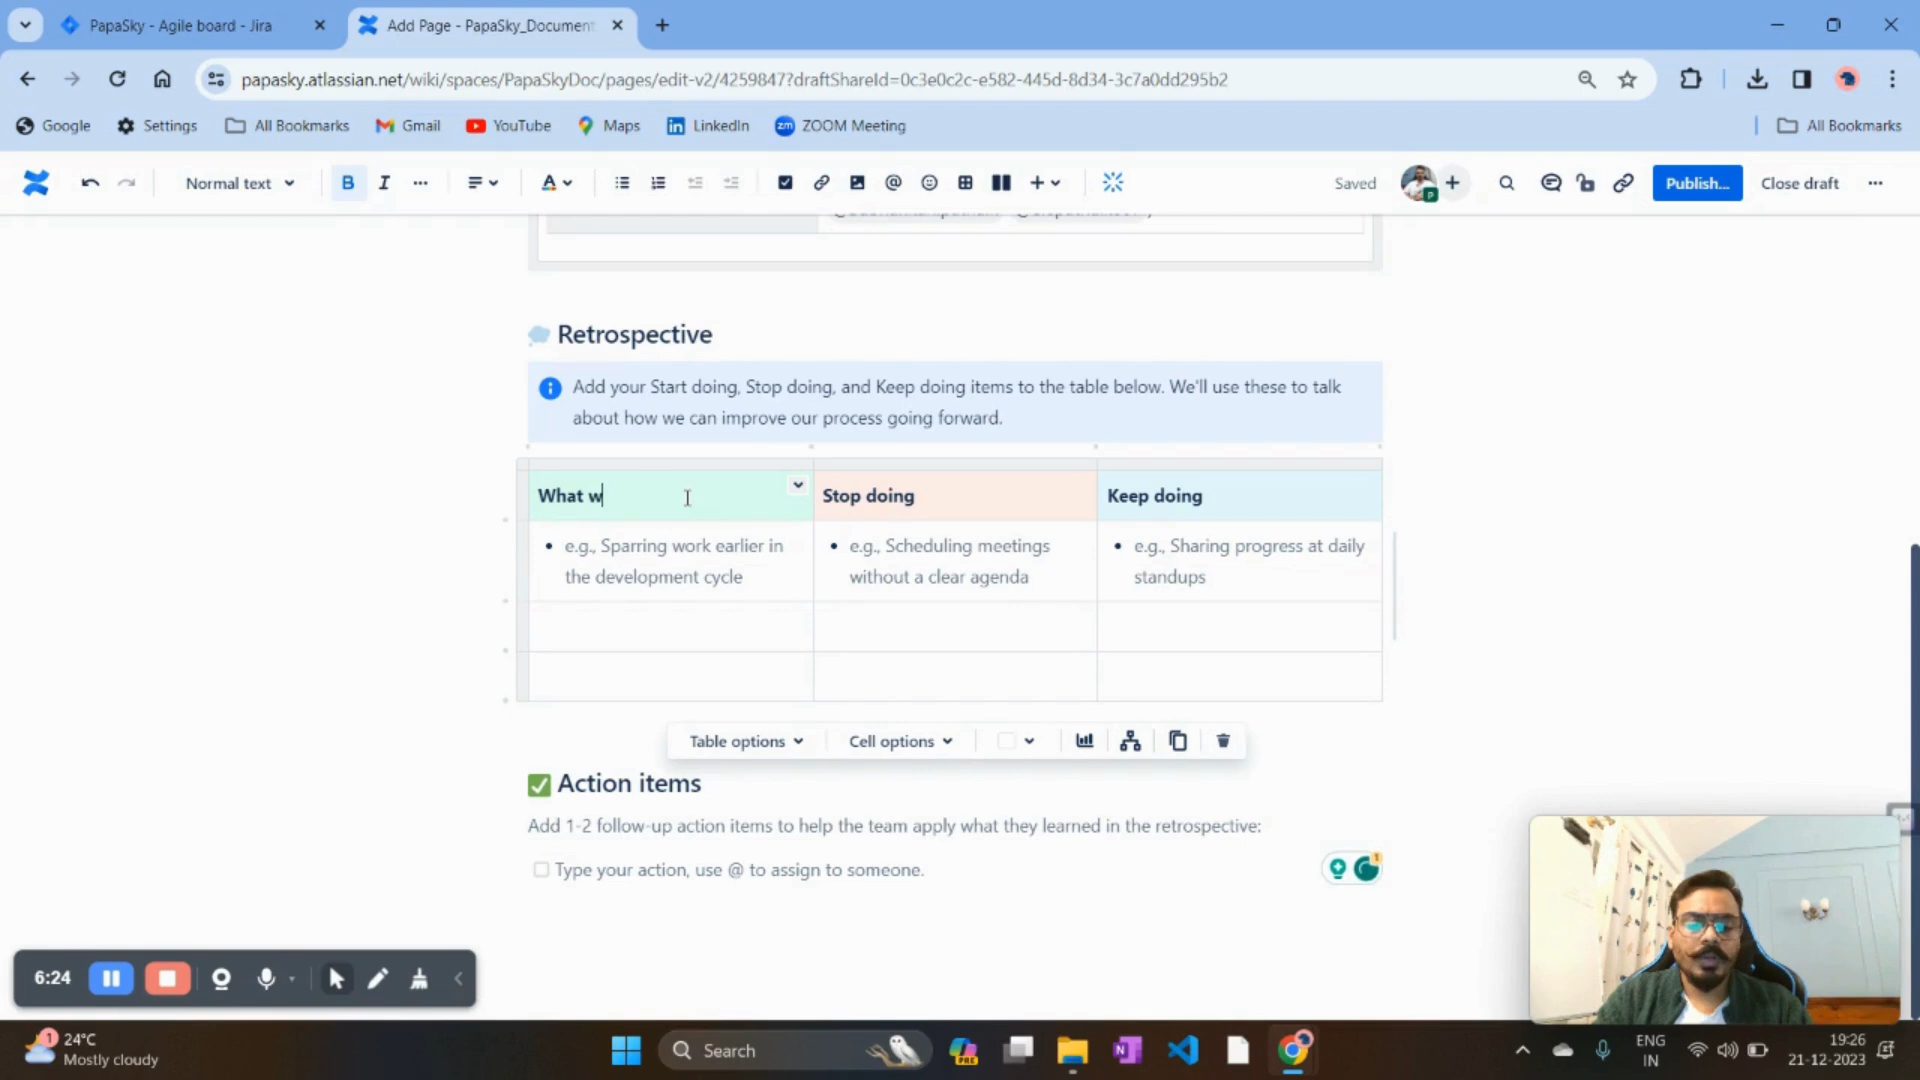 PapaSky - Agile board - Jira
Add Page - PapaSky_Document
papasky.atlassian.net/wiki/spaces/PapaSkyDoc/pages/edit-v2/4259847?draftShareId=0c3e0c2c-e582-445d-8d34-3c7a0dd295b2
Google
Settings
All Bookmarks
Gmail
YouTube
Maps
LinkedIn
zm
ZOOM Meeting
All Bookmarks
Normal text
B
I
A
Saved
Publish...
Close draft
Retrospective
Add your Start doing, Stop doing, and Keep doing items to the table below. We'll use these to talk
about how we can improve our process going forward.
What w
Stop doing
Keep doing
• e.g., Sparring work earlier in
the development cycle
• e.g., Scheduling meetings
without a clear agenda
• e.g., Sharing progress at daily
standups
Table options
Cell options
Action items
Add 1-2 follow-up action items to help the team apply what they learned in the retrospective:
Type your action, use @ to assign to someone.
1
6:24
1
24°C
Mostly cloudy
Search
PRE
ENG
IN
19:26
21-12-2023